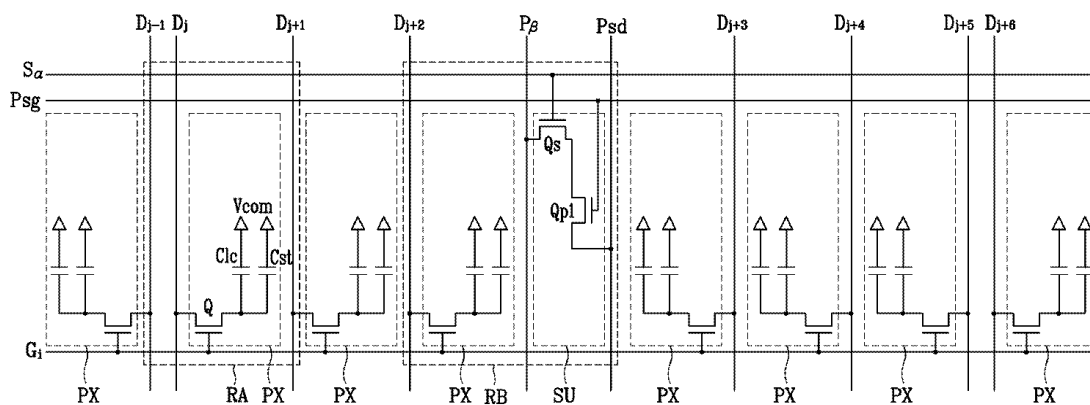 Dj-1 Dj Dj+1 Dj+2 Pβ Psd Dj+3 Dj+4 Dj+5 Dj+6
Sα
Psg
Qs
Vcom Qp1
Clc Cst
Q
Gi
PX RA PX PX PX RB SU PX PX PX PX